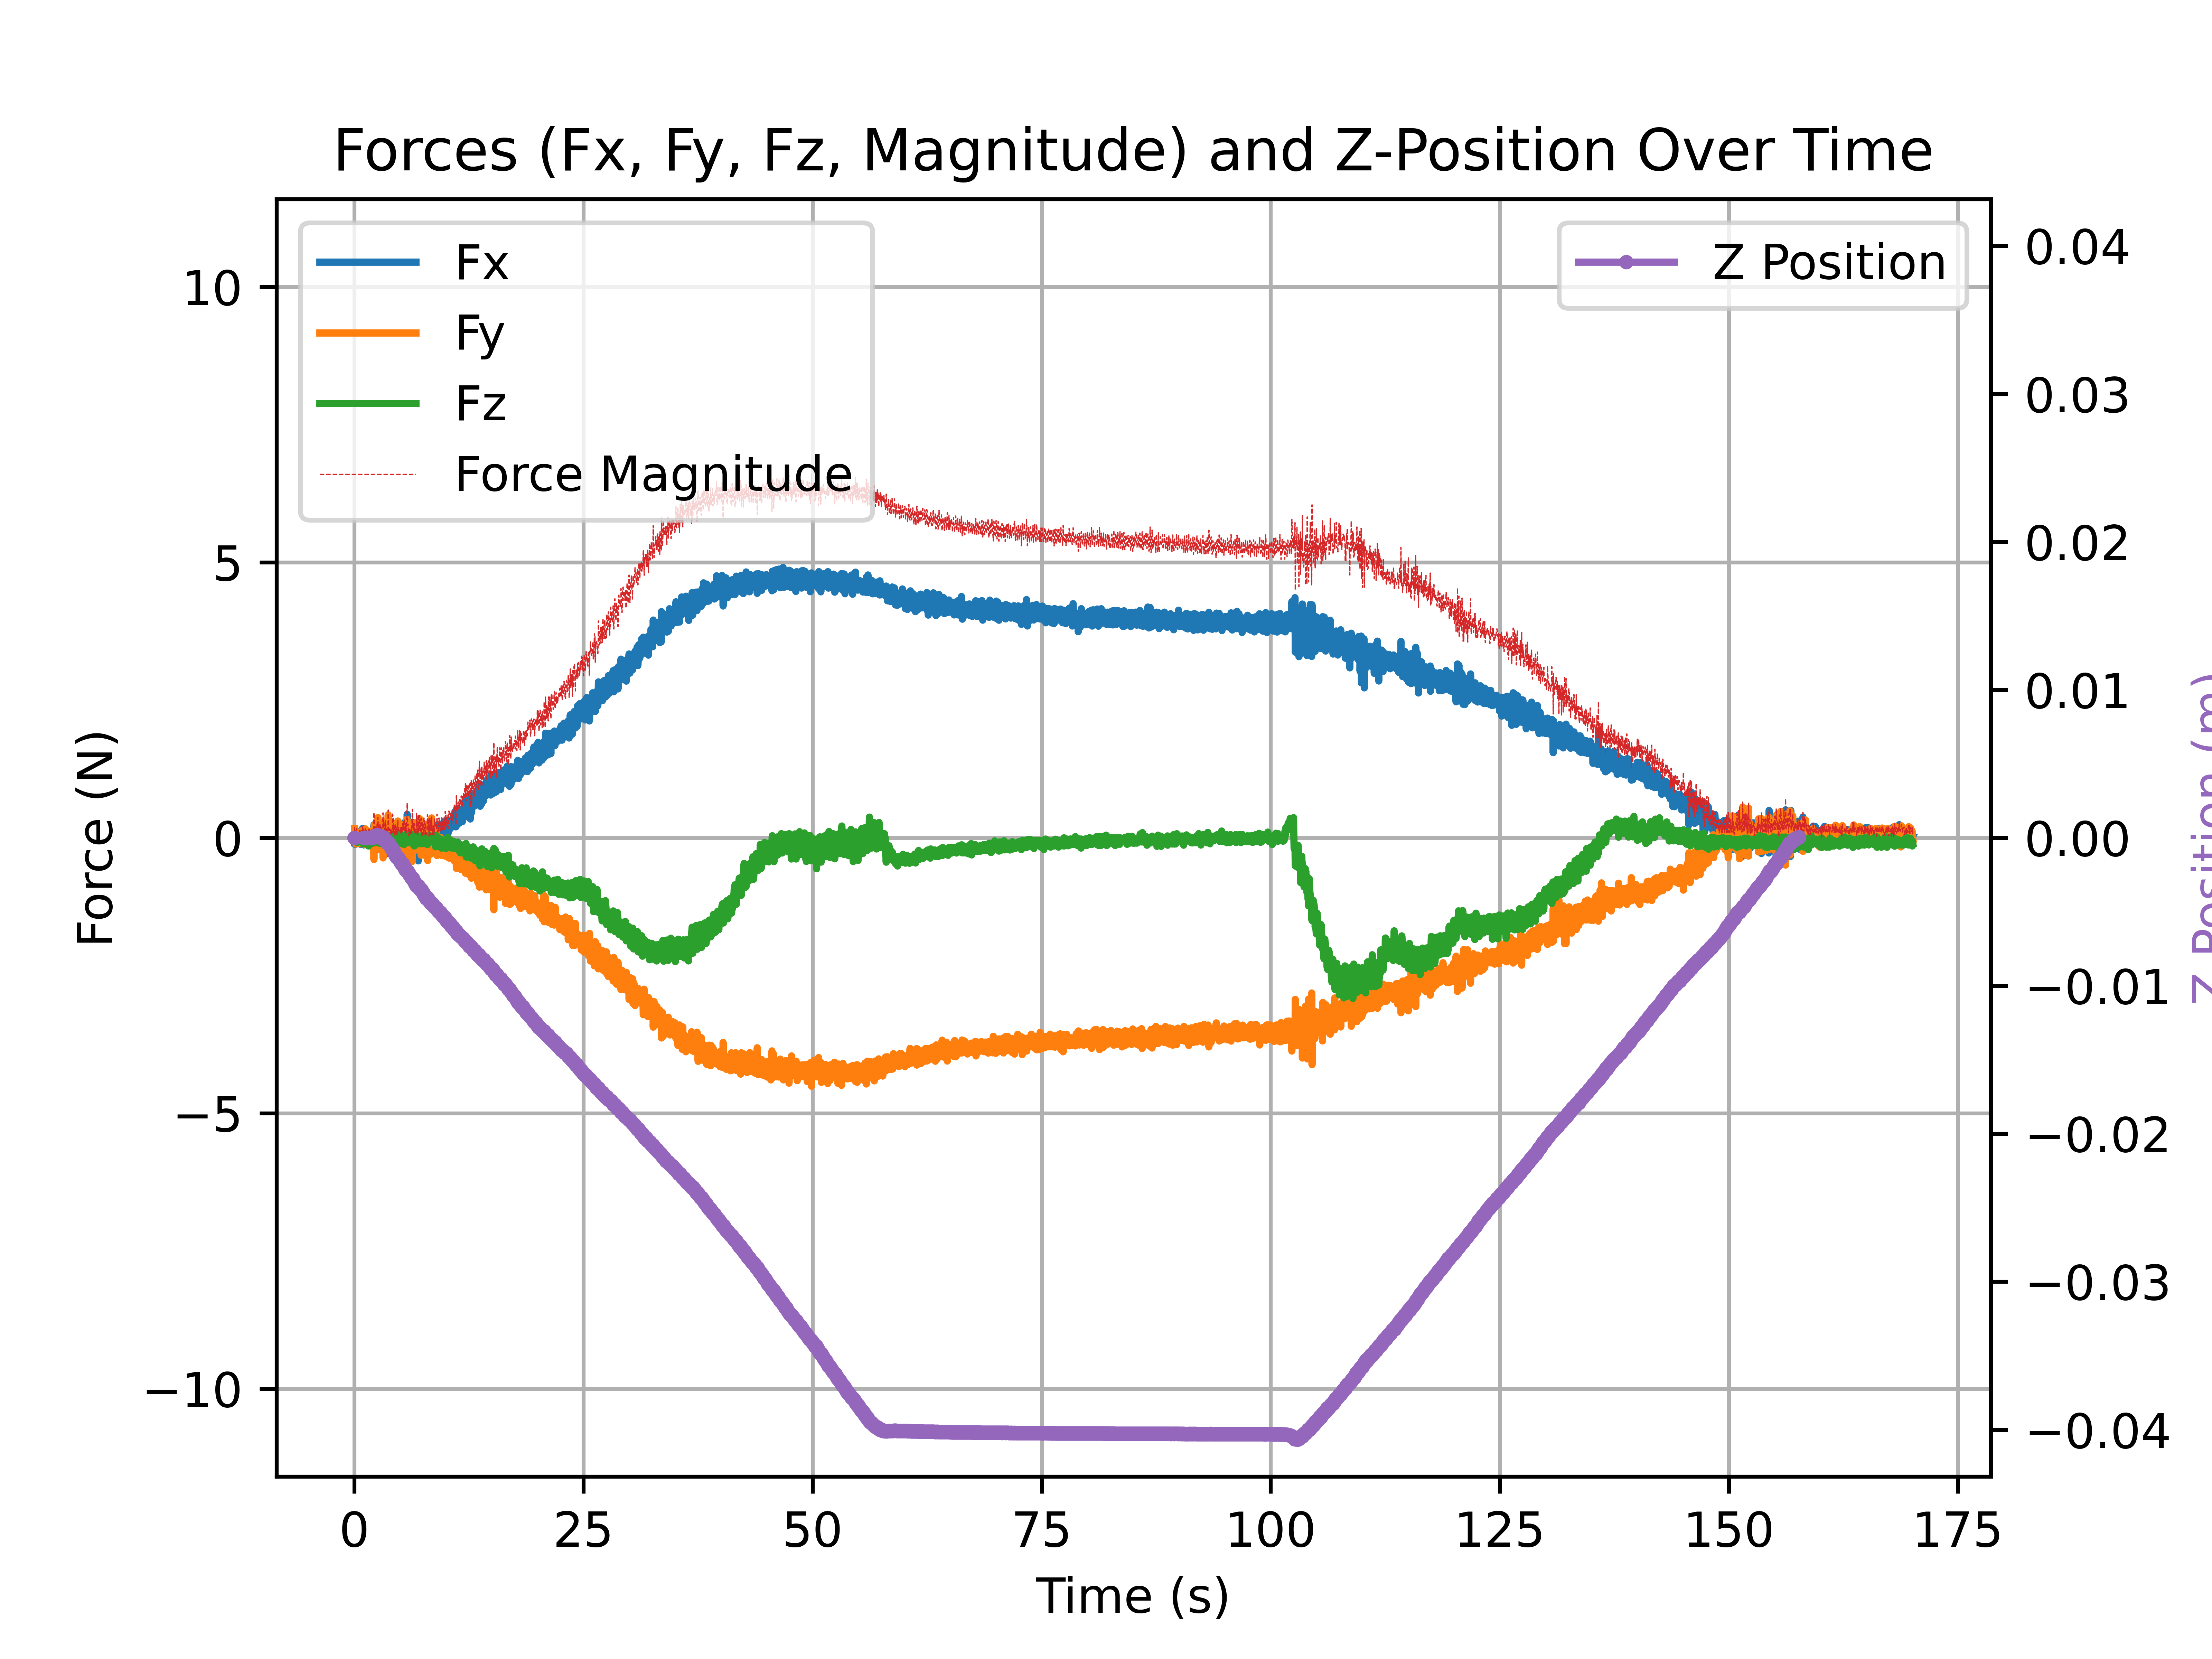 Forces (Fx, Fy, Fz, Magnitude) and Z-Position Over Time
Fx
Fy
Fz
Force Magnitude
Z Position
10
5
0
−5
−10
Force (N)
0.04
0.03
0.02
0.01
0.00
−0.01
−0.02
−0.03
−0.04
Z Position (m)
0 25 50 75 100 125 150 175
Time (s)